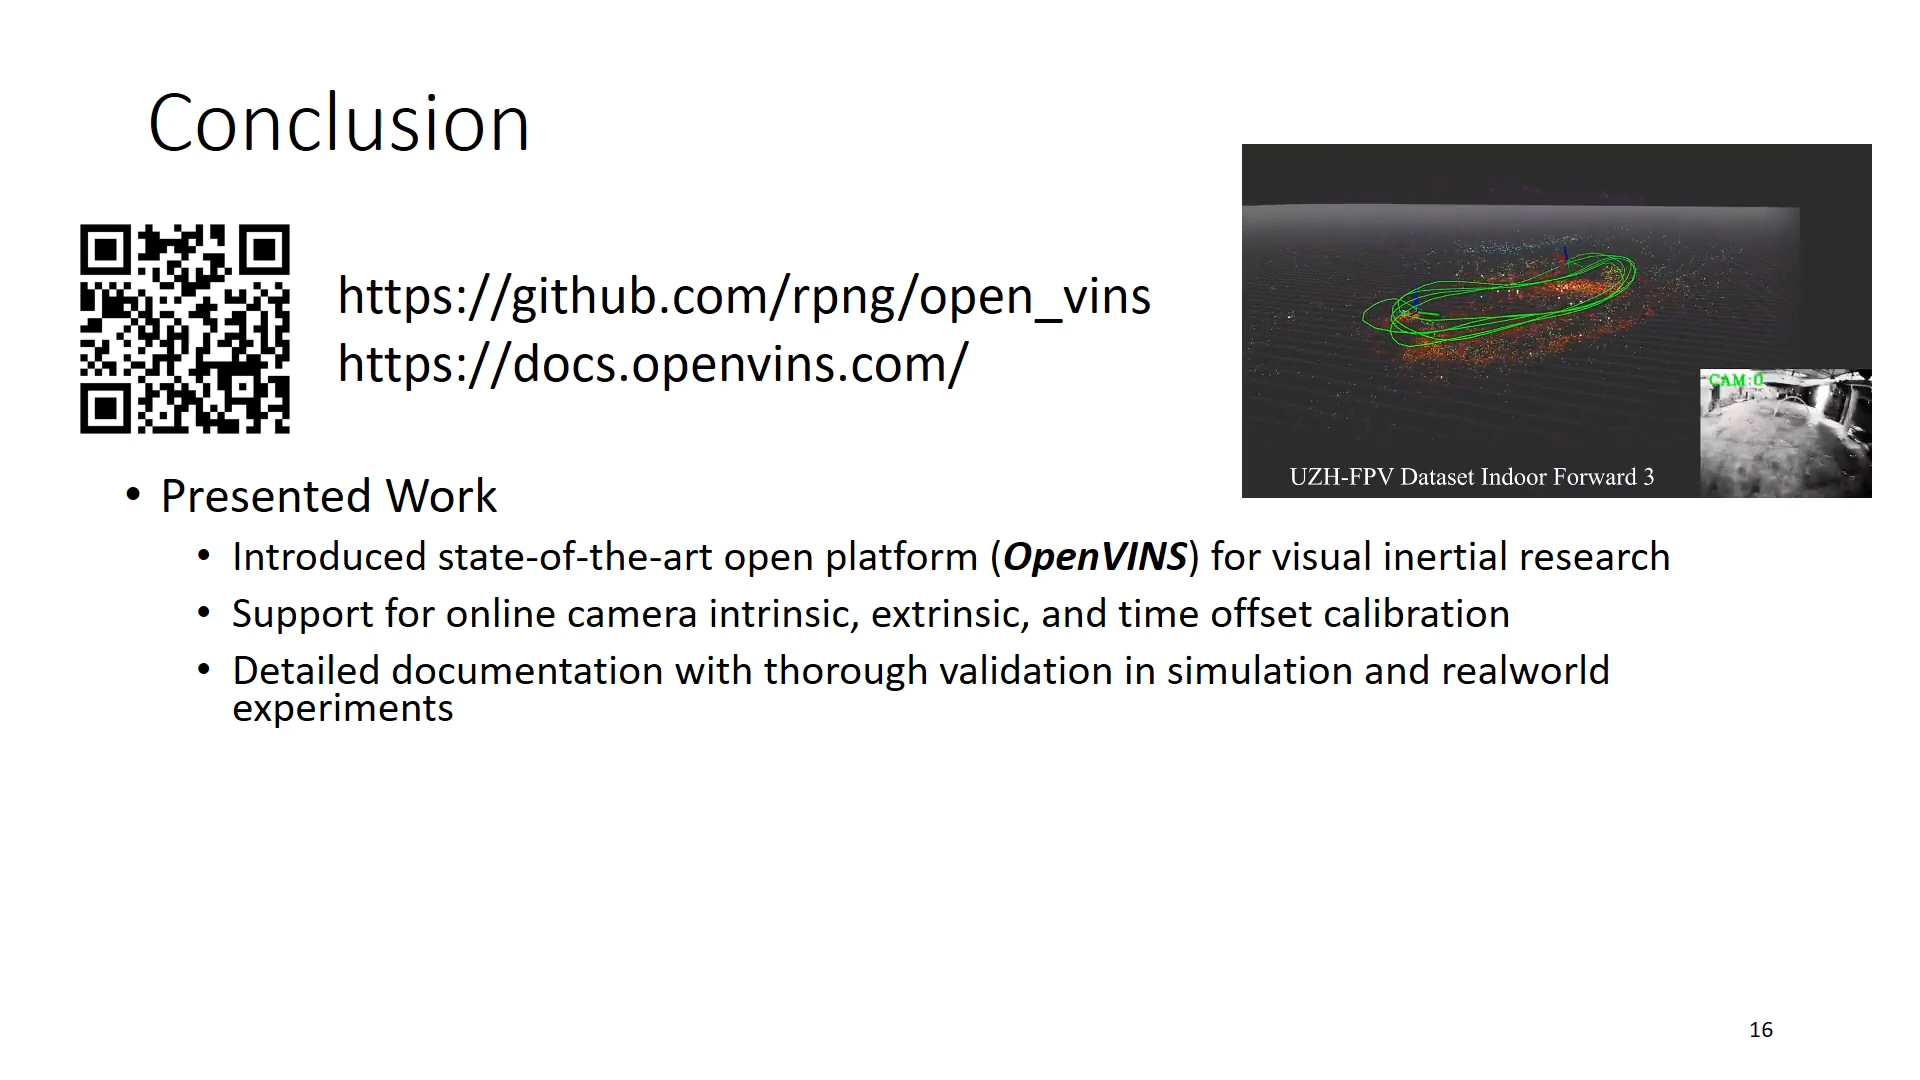 Conclusion
https://github.com/rpng/open_vins
https://docs.openvins.com/
CAM:0
UZH-FPV Dataset Indoor Forward 3
• Presented Work
• Introduced state-of-the-art open platform (OpenVINS) for visual inertial research
• Support for online camera intrinsic, extrinsic, and time offset calibration
• Detailed documentation with thorough validation in simulation and realworld
experiments
16